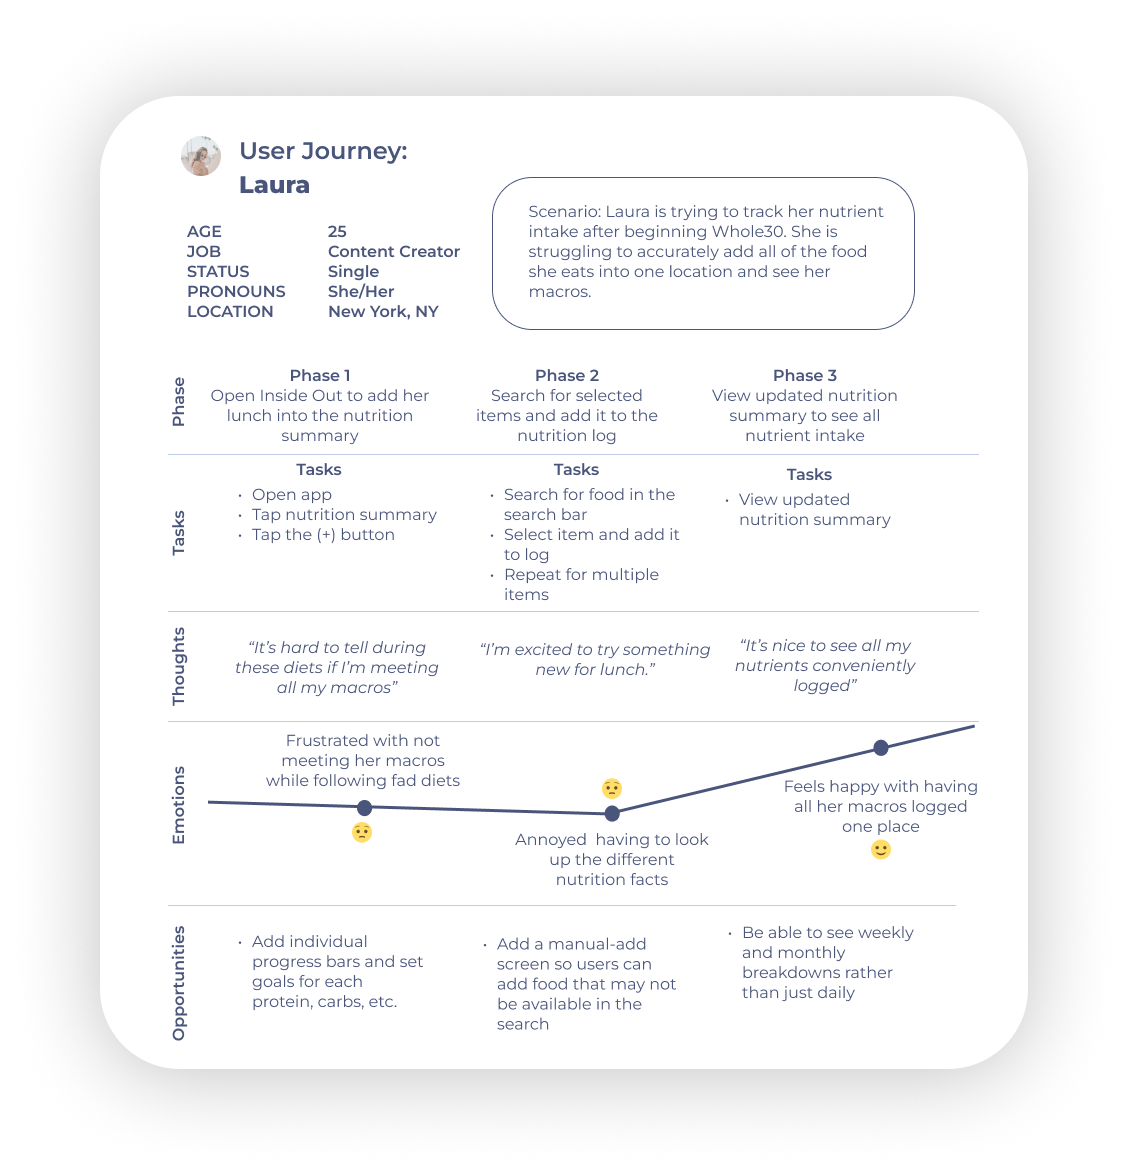 User Journey:
Laura
AGE 25
JOB Content Creator
STATUS Single
PRONOUNS She/Her
LOCATION New York, NY
Scenario: Laura is trying to track her nutrient
intake after beginning Whole30. She is
struggling to accurately add all of the food
she eats into one location and see her
macros.
Phase
Phase 1
Open Inside Out to add her
lunch into the nutrition
summary
Phase 2
Search for selected
items and add it to the
nutrition log
Phase 3
View updated nutrition
summary to see all
nutrient intake
Tasks
Tasks
• Open app
• Tap nutrition summary
• Tap the (+) button
Tasks
• Search for food in the
search bar
• Select item and add it
to log
• Repeat for multiple
items
Tasks
• View updated
nutrition summary
Thoughts
“It’s hard to tell during
these diets if I’m meeting
all my macros”
“I’m excited to try something
new for lunch.”
“It’s nice to see all my
nutrients conveniently
logged”
Emotions
Frustrated with not
meeting her macros
while following fad diets
Annoyed  having to look
up the different
nutrition facts
Feels happy with having
all her macros logged
one place
Opportunities
• Add individual
progress bars and set
goals for each
protein, carbs, etc.
• Add a manual-add
screen so users can
add food that may not
be available in the
search
• Be able to see weekly
and monthly
breakdowns rather
than just daily